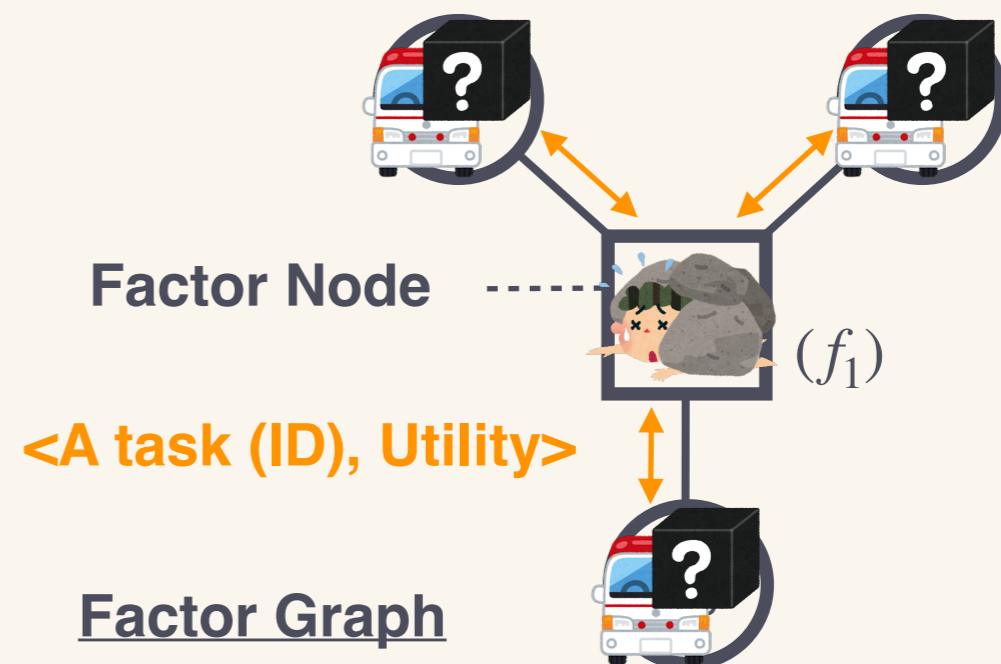 ?
?
Factor Node
(f₁)
<A task (ID), Utility>
?
Factor Graph